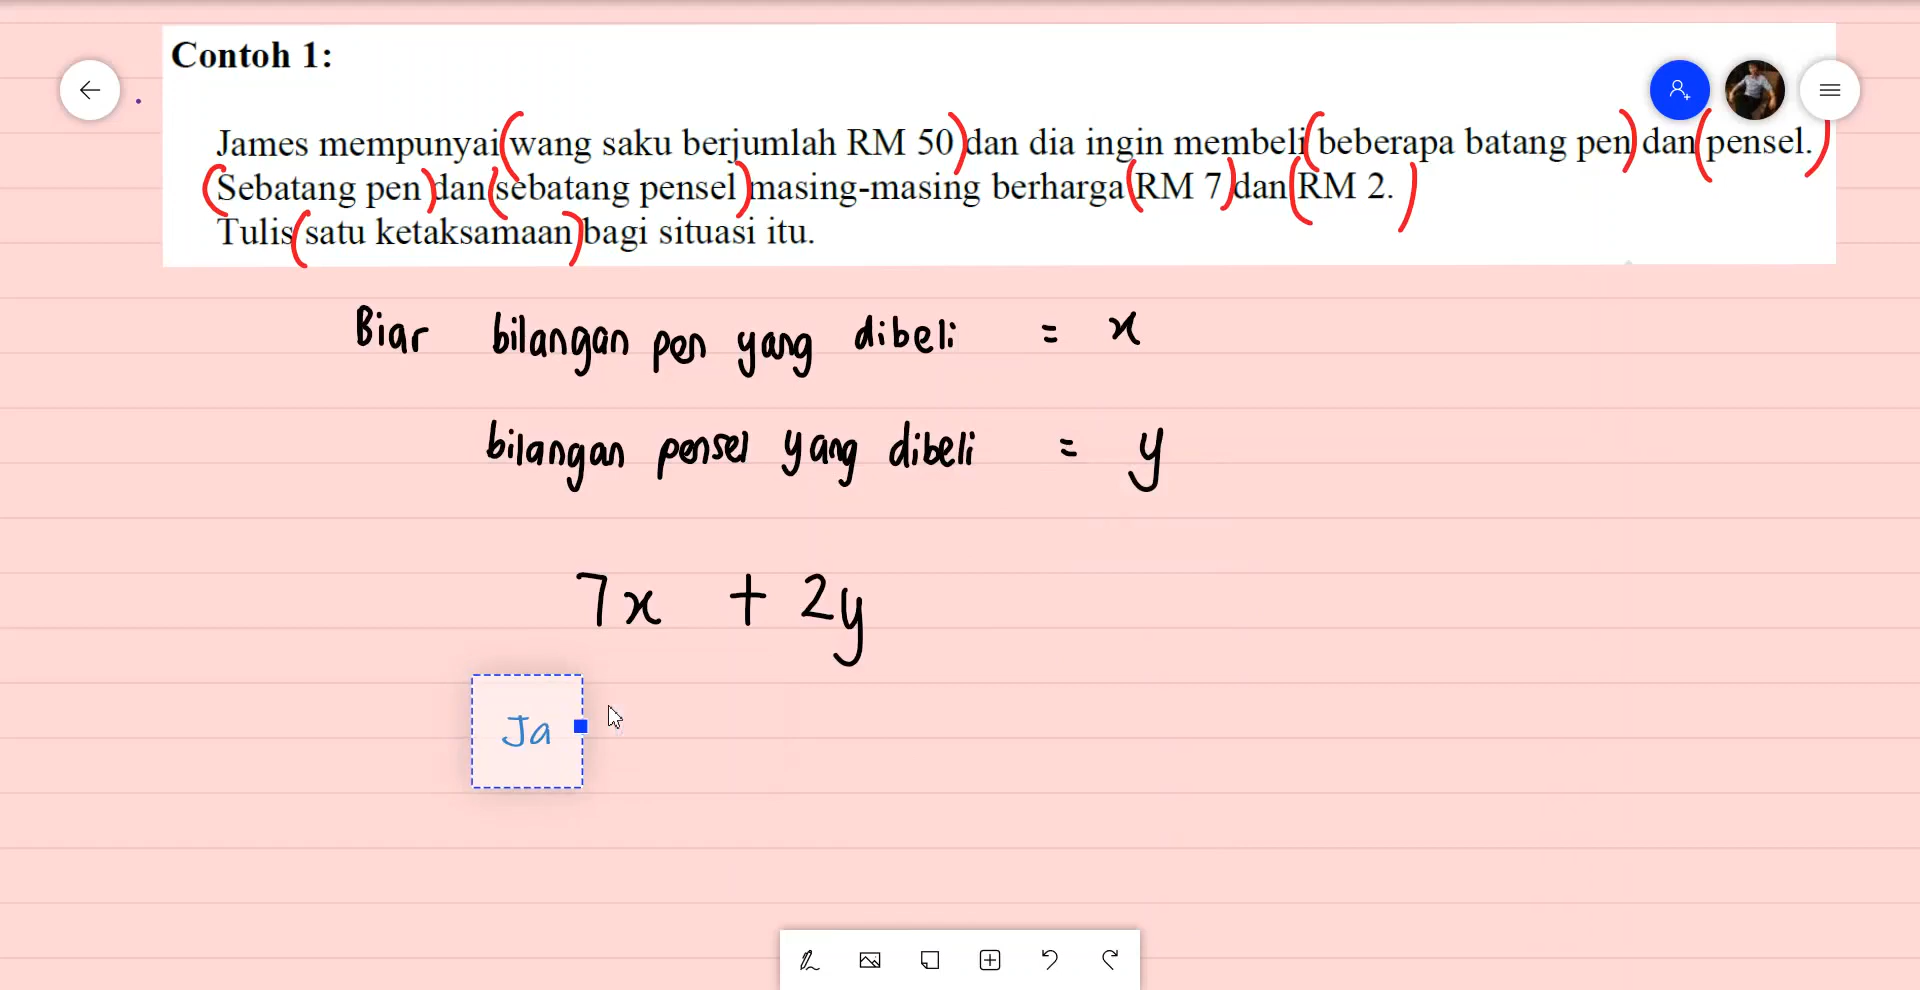 Contoh 1:
James mempunyai (wang saku berjumlah RM 50) dan dia ingin membeli (beberapa batang pen) dan (pensel.)
(Sebatang pen) dan (sebatang pensel) masing-masing berharga (RM 7) dan (RM 2.)
Tulis (satu ketaksamaan) bagi situasi itu.
Biar bilangan pen yang dibeli = x
bilangan pensel yang dibeli = y
7x + 2y
Ja